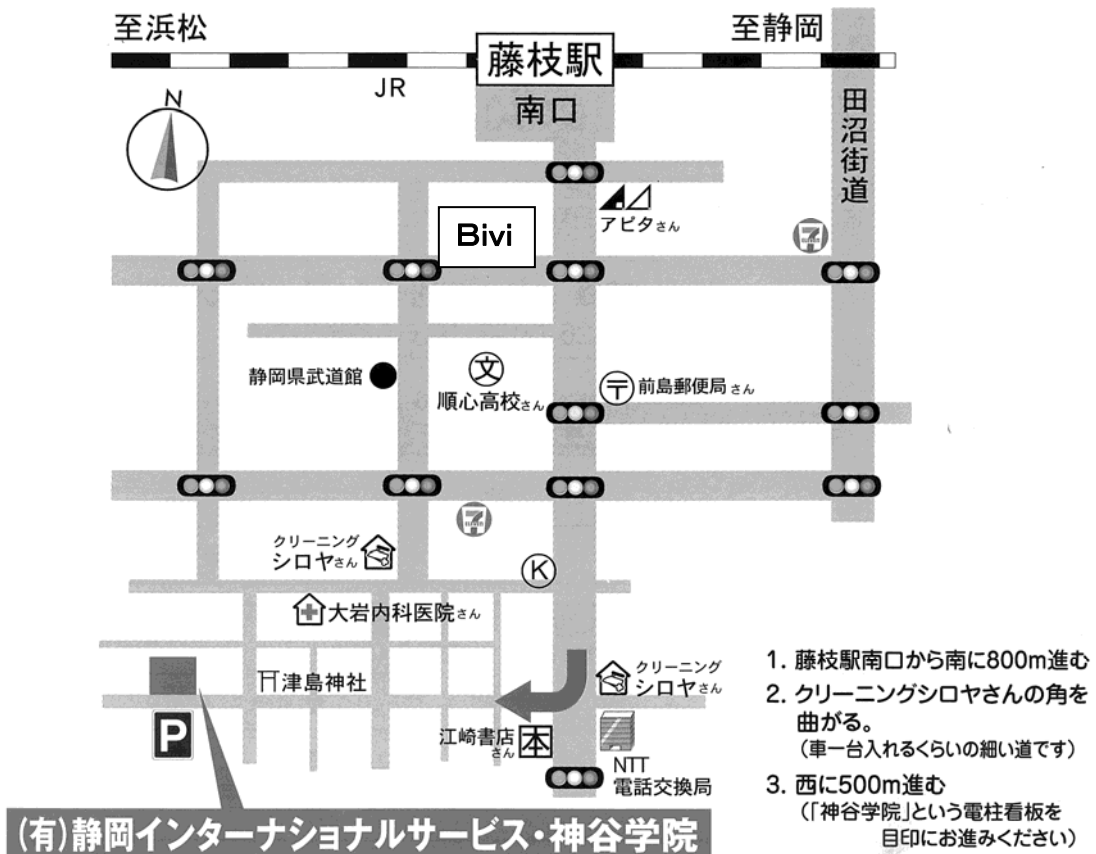 至浜松
至静岡
藤枝駅
JR
南口
N
田沼街道
アピタさん
Bivi
7
ELEVEN
静岡県武道館
文
順心高校さん
〒
前島郵便局さん
7
ELEVEN
クリーニング
シロヤさん
K
大岩内科医院さん
津島神社
クリーニング
シロヤさん
P
江崎書店
さん
本
NTT
電話交換局
(有)静岡インターナショナルサービス・神谷学院
1. 藤枝駅南口から南に800m進む
2. クリーニングシロヤさんの角を
曲がる。
(車一台入れるくらいの細い道です)
3. 西に500m進む
(「神谷学院」という電柱看板を
目印にお進みください)